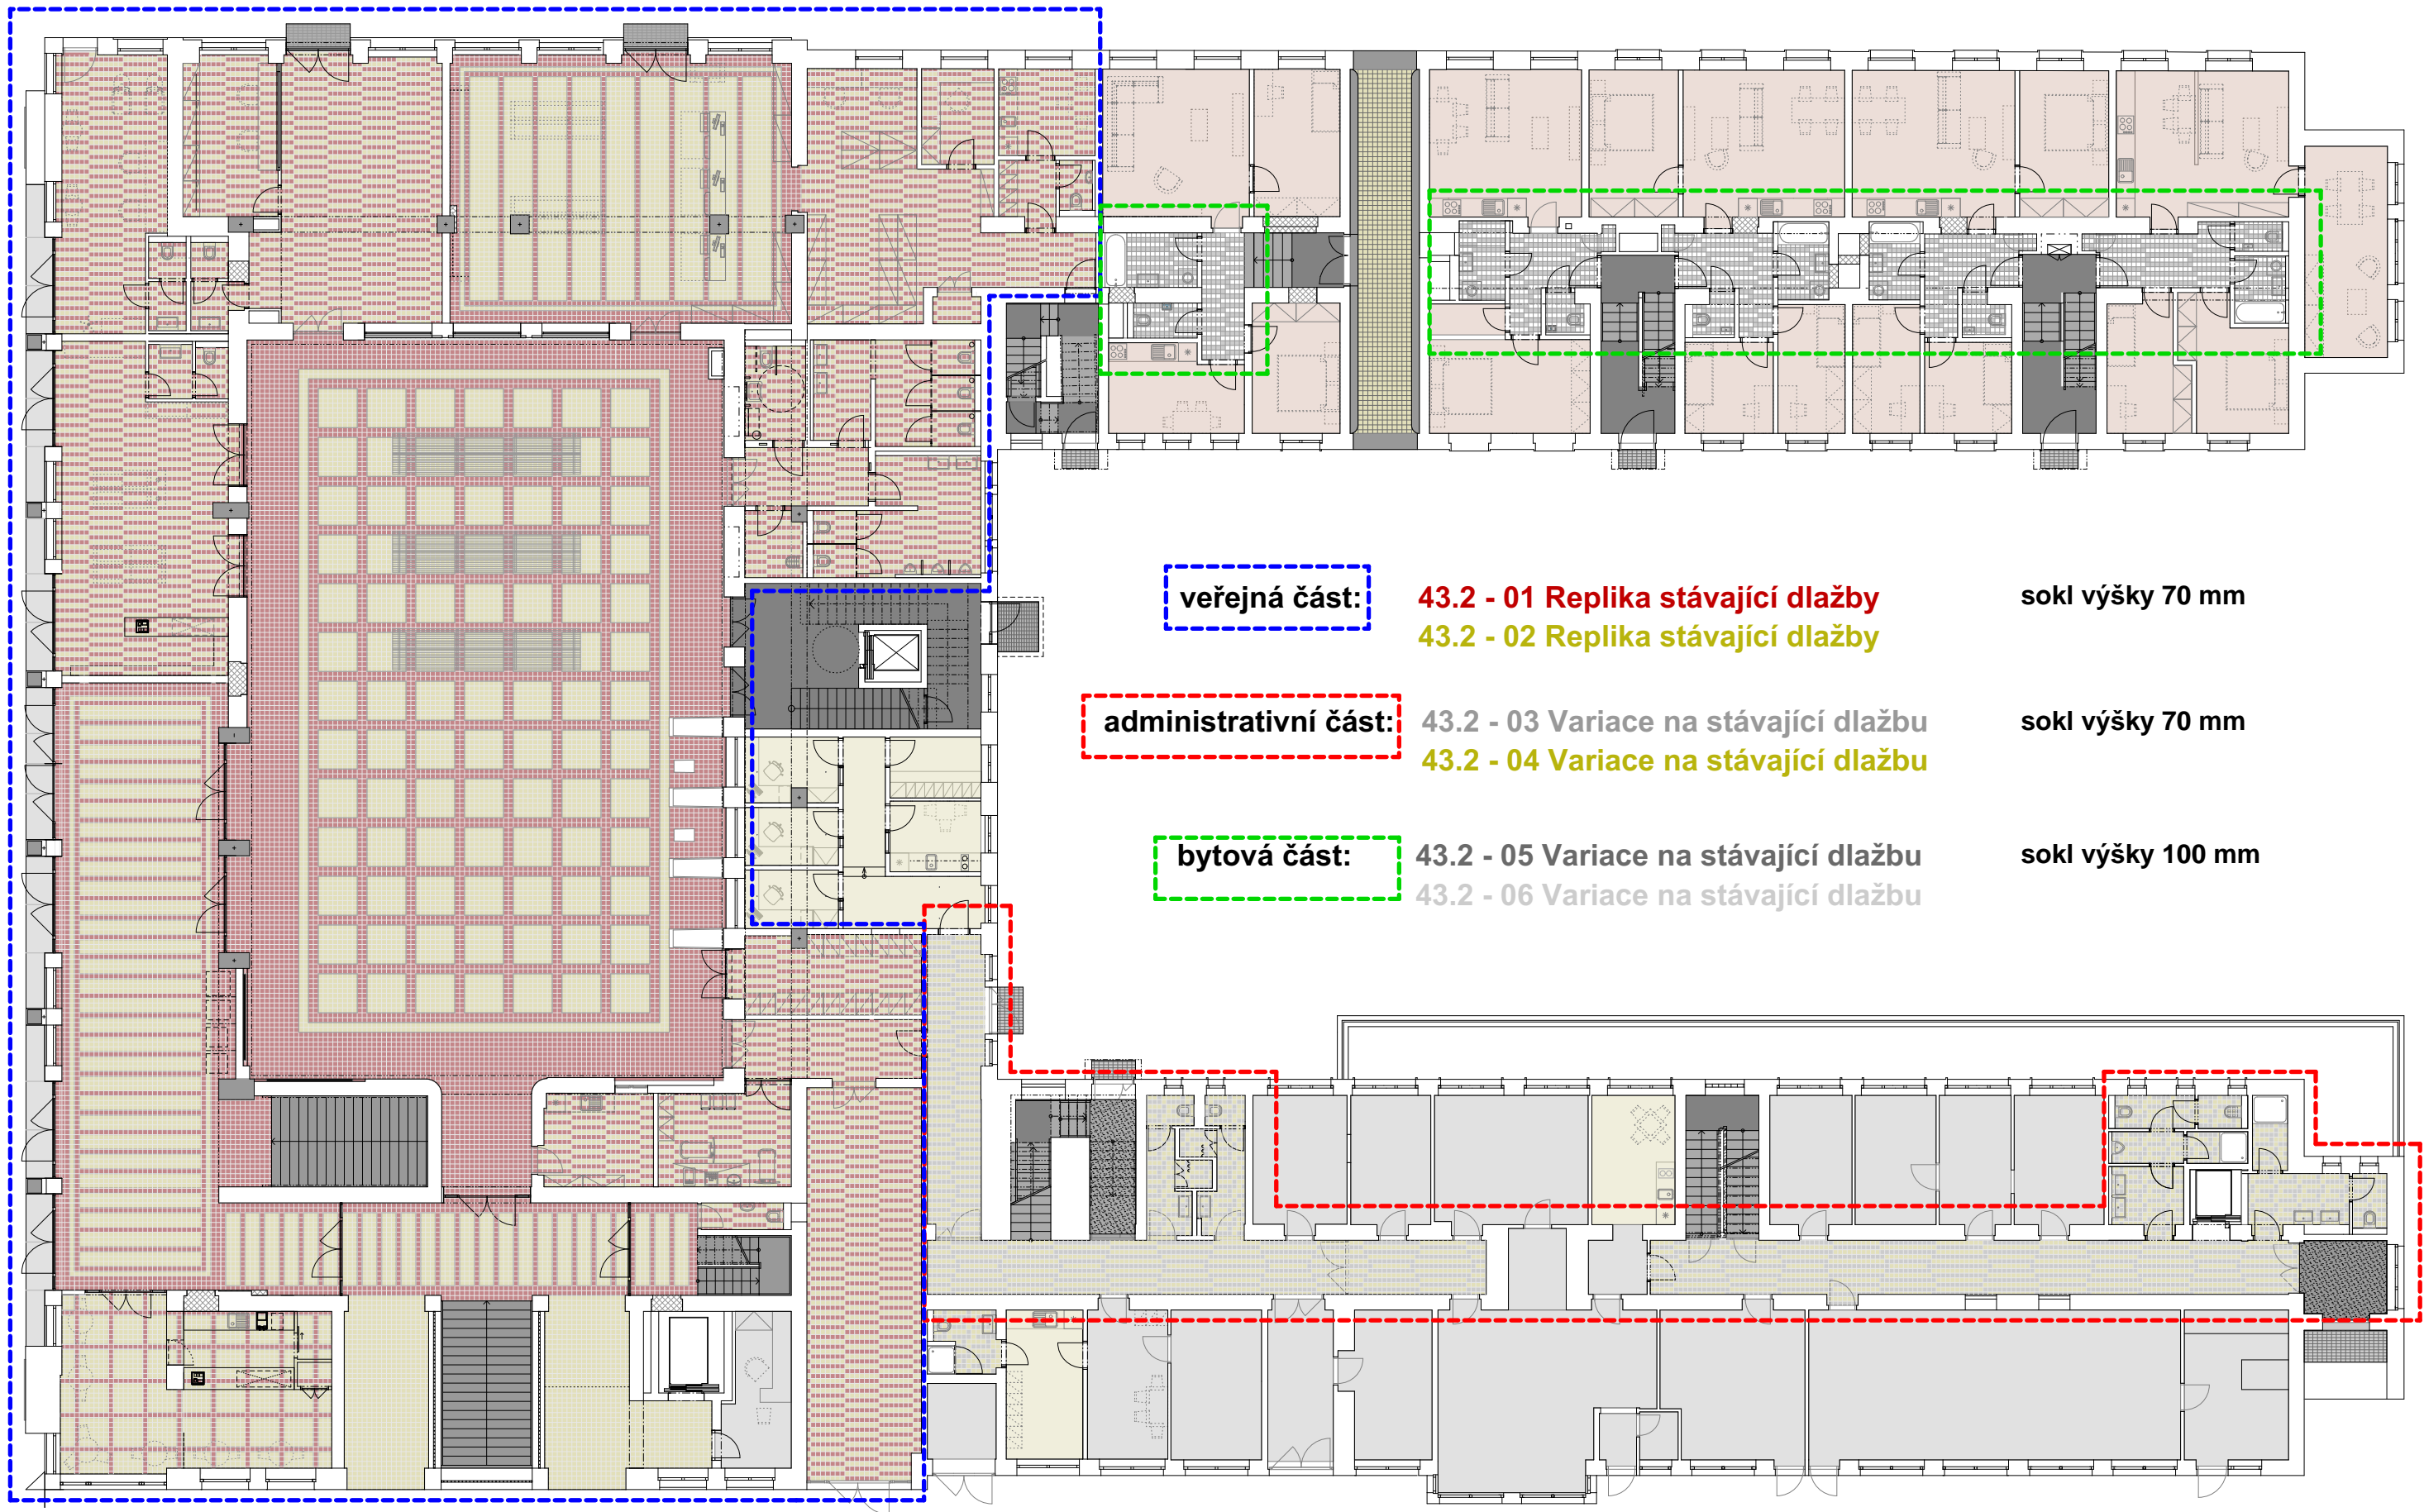 veřejná část: 43.2 - 01 Replika stávající dlažby sokl výšky 70 mm
43.2 - 02 Replika stávající dlažby
administrativní část: 43.2 - 03 Variace na stávající dlažbu sokl výšky 70 mm
43.2 - 04 Variace na stávající dlažbu
bytová část: 43.2 - 05 Variace na stávající dlažbu sokl výšky 100 mm
43.2 - 06 Variace na stávající dlažbu